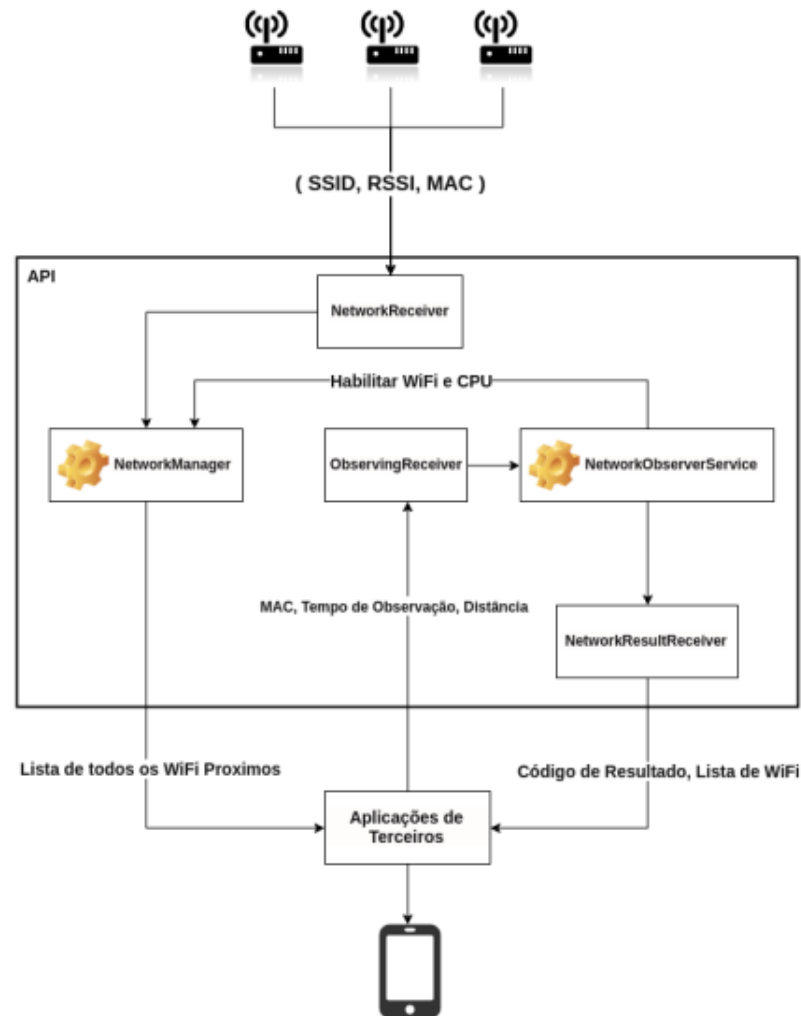 ( SSID, RSSI, MAC )
API
NetworkReceiver
Habilitar WiFi e CPU
NetworkManager
ObservingReceiver
NetworkObserverService
MAC, Tempo de Observação, Distância
NetworkResultReceiver
Lista de todos os WiFi Proximos
Código de Resultado, Lista de WiFi
Aplicações de
Terceiros